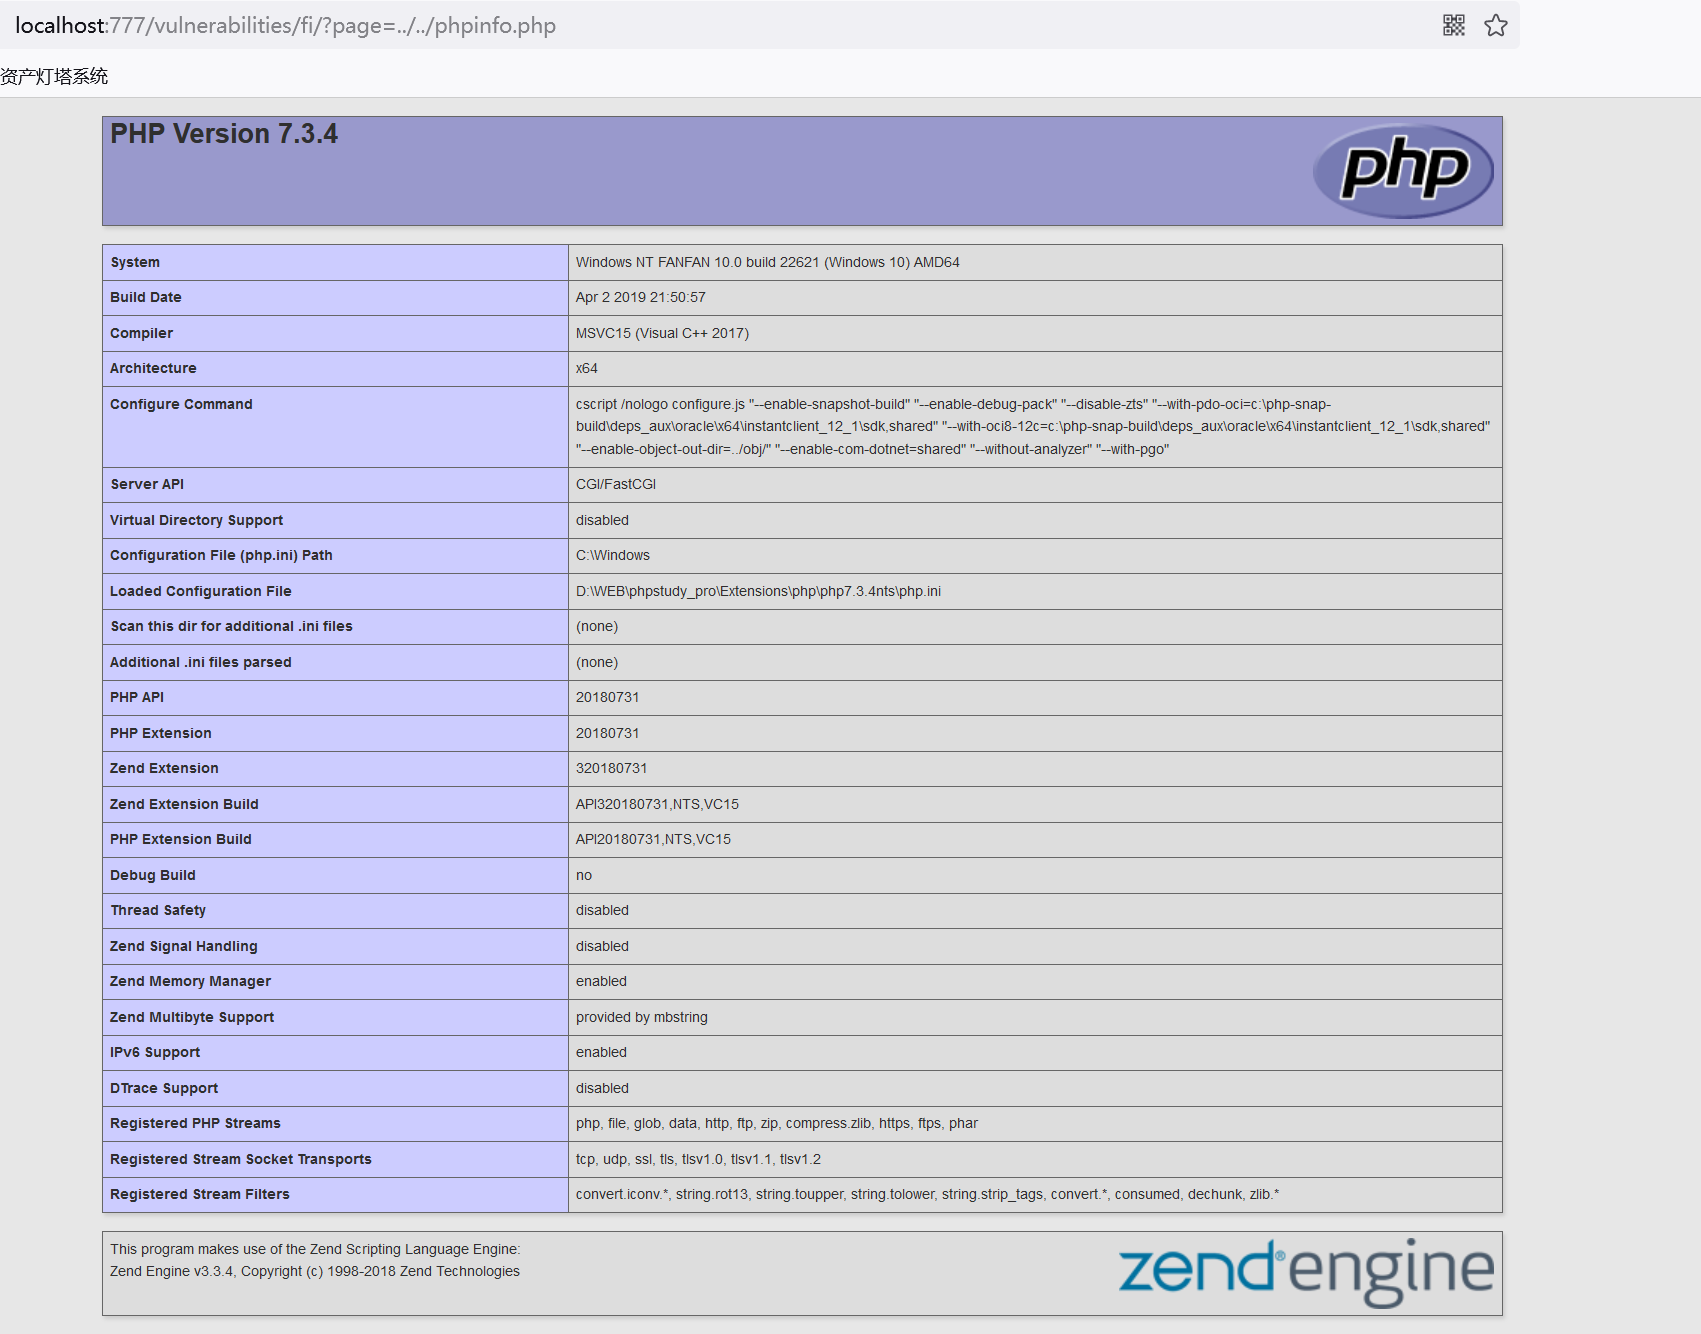 localhost:777/vulnerabilities/fi/?page=../../phpinfo.php
资产灯塔系统
PHP Version 7.3.4
php
System Windows NT FANFAN 10.0 build 22621 (Windows 10) AMD64
Build Date Apr 2 2019 21:50:57
Compiler MSVC15 (Visual C++ 2017)
Architecture x64
Configure Command cscript /nologo configure.js "--enable-snapshot-build" "--enable-debug-pack" "--disable-zts" "--with-pdo-oci=c:\php-snap-
build\deps_aux\oracle\x64\instantclient_12_1\sdk,shared" "--with-oci8-12c=c:\php-snap-build\deps_aux\oracle\x64\instantclient_12_1\sdk,shared"
"--enable-object-out-dir=../obj/" "--enable-com-dotnet=shared" "--without-analyzer" "--with-pgo"
Server API CGI/FastCGI
Virtual Directory Support disabled
Configuration File (php.ini) Path C:\Windows
Loaded Configuration File D:\WEB\phpstudy_pro\Extensions\php\php7.3.4nts\php.ini
Scan this dir for additional .ini files (none)
Additional .ini files parsed (none)
PHP API 20180731
PHP Extension 20180731
Zend Extension 320180731
Zend Extension Build API320180731,NTS,VC15
PHP Extension Build API20180731,NTS,VC15
Debug Build no
Thread Safety disabled
Zend Signal Handling disabled
Zend Memory Manager enabled
Zend Multibyte Support provided by mbstring
IPv6 Support enabled
DTrace Support disabled
Registered PHP Streams php, file, glob, data, http, ftp, zip, compress.zlib, https, ftps, phar
Registered Stream Socket Transports tcp, udp, ssl, tls, tlsv1.0, tlsv1.1, tlsv1.2
Registered Stream Filters convert.iconv.*, string.rot13, string.toupper, string.tolower, string.strip_tags, convert.*, consumed, dechunk, zlib.*
This program makes use of the Zend Scripting Language Engine:
Zend Engine v3.3.4, Copyright (c) 1998-2018 Zend Technologies
zend® engine